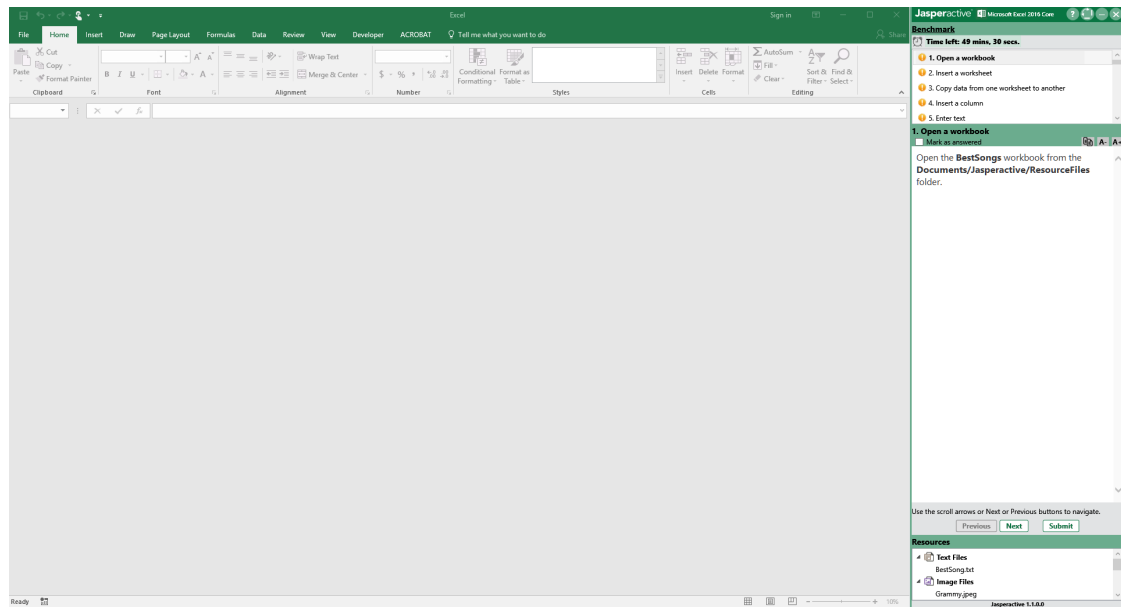 Excel
Sign in
File Home Insert Draw Page Layout Formulas Data Review View Developer ACROBAT Tell me what you want to do Share
Paste
Cut
Copy
Format Painter
Clipboard
B I U A A A
Font
Wrap Text
Merge & Center
Alignment
$ % ,
Number
Conditional Formatting
Format as Table
Styles
Insert Delete Format
Cells
AutoSum
Fill
Clear
Sort & Filter
Find & Select
Editing
fx
Ready
10%
Jasperactive Microsoft Excel 2016 Core
Benchmark
Time left: 49 mins, 30 secs.
1. Open a workbook
2. Insert a worksheet
3. Copy data from one worksheet to another
4. Insert a column
5. Enter text
1. Open a workbook
Mark as answered A- A+
Open the BestSongs workbook from the
Documents/Jasperactive/ResourceFiles
folder.
Use the scroll arrows or Next or Previous buttons to navigate.
Previous Next Submit
Resources
Text Files
BestSong.txt
Image Files
Grammy.jpeg
Jasperactive 1.1.0.0